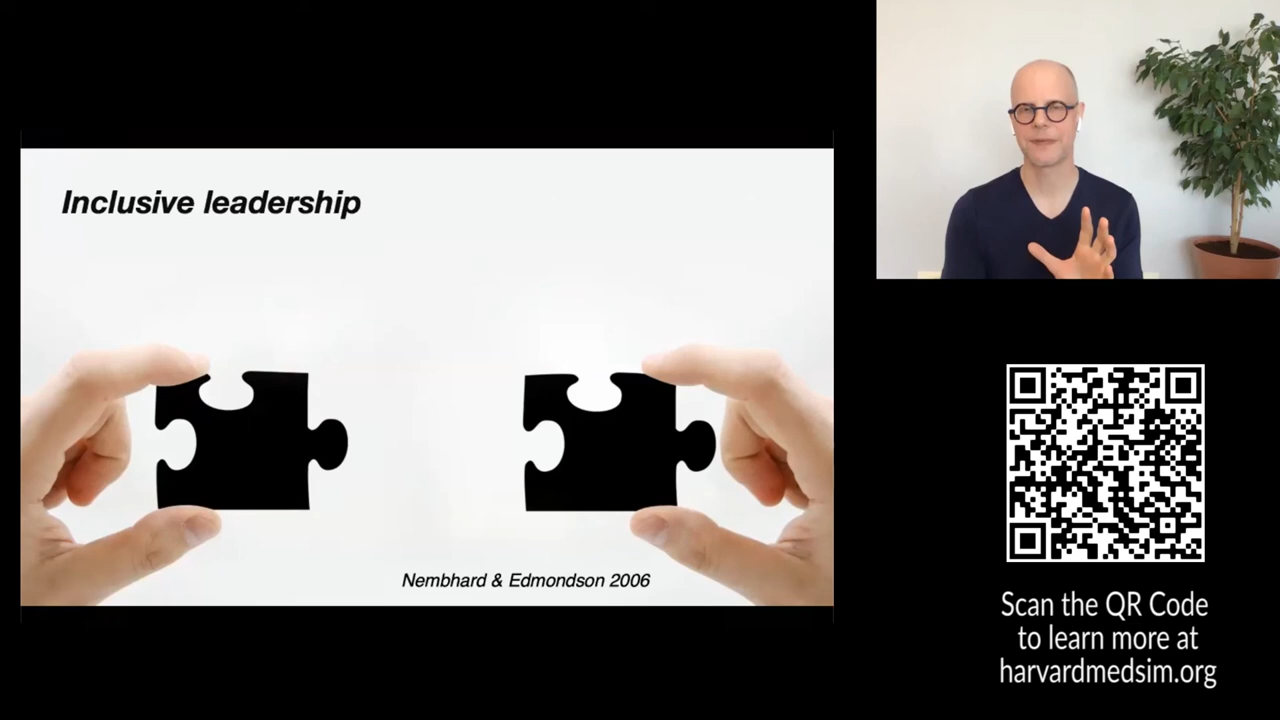 Inclusive leadership
Nembhard & Edmondson 2006
Scan the QR Code
to learn more at
harvardmedsim.org